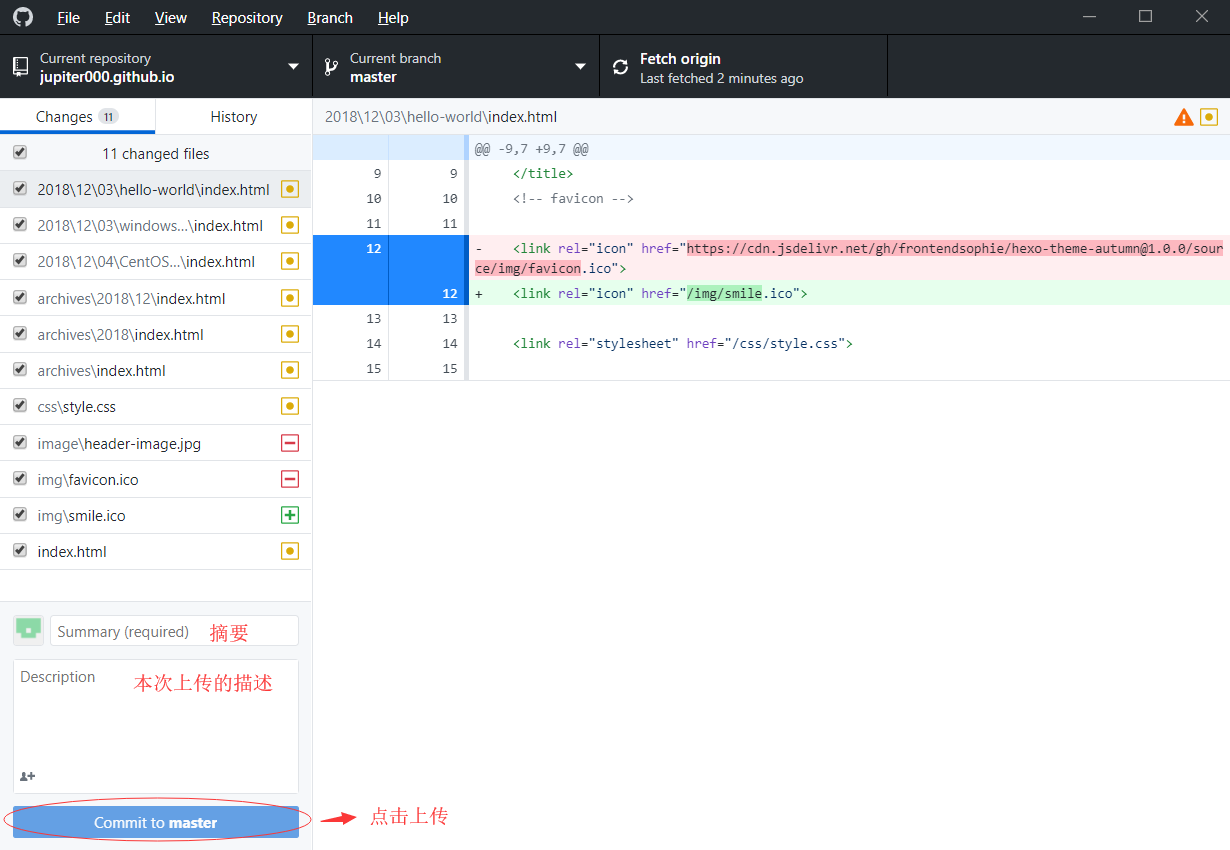 File Edit View Repository Branch Help
Current repository
jupiter000.github.io
Current branch
master
Fetch origin
Last fetched 2 minutes ago
Changes 11
History
2018\12\03\hello-world\index.html
11 changed files
2018\12\03\hello-world\index.html
2018\12\03\windows...\index.html
2018\12\04\CentOS...\index.html
archives\2018\12\index.html
archives\2018\index.html
archives\index.html
css\style.css
image\header-image.jpg
img\favicon.ico
img\smile.ico
index.html
@@ -9,7 +9,7 @@
9 9 </title>
10 10 <!-- favicon -->
11 11
12 - <link rel="icon" href="https://cdn.jsdelivr.net/gh/frontendsophie/hexo-theme-autumn@1.0.0/sour
ce/img/favicon.ico">
12 + <link rel="icon" href="/img/smile.ico">
13 13
14 14 <link rel="stylesheet" href="/css/style.css">
15 15
Summary (required) 摘要
Description 本次上传的描述
Commit to master
点击上传